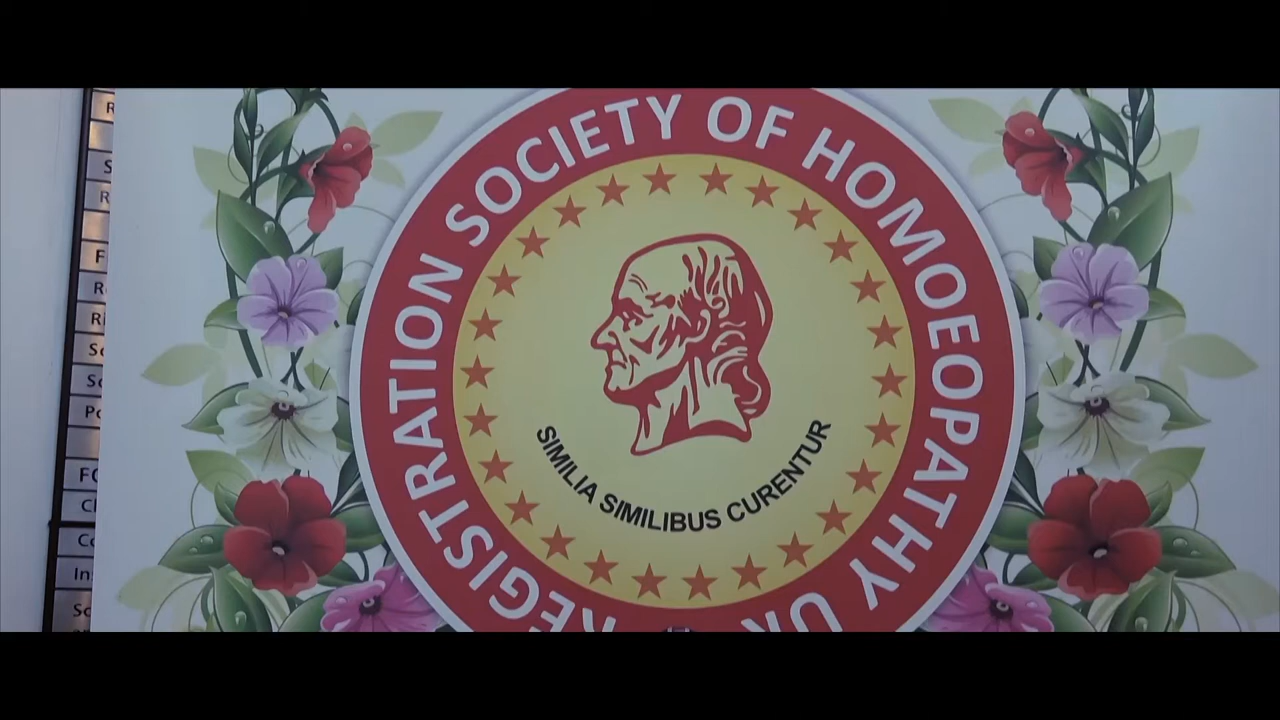 REGISTRATION SOCIETY OF HOMOEOPATHY UK
SIMILIA SIMILIBUS CURENTUR